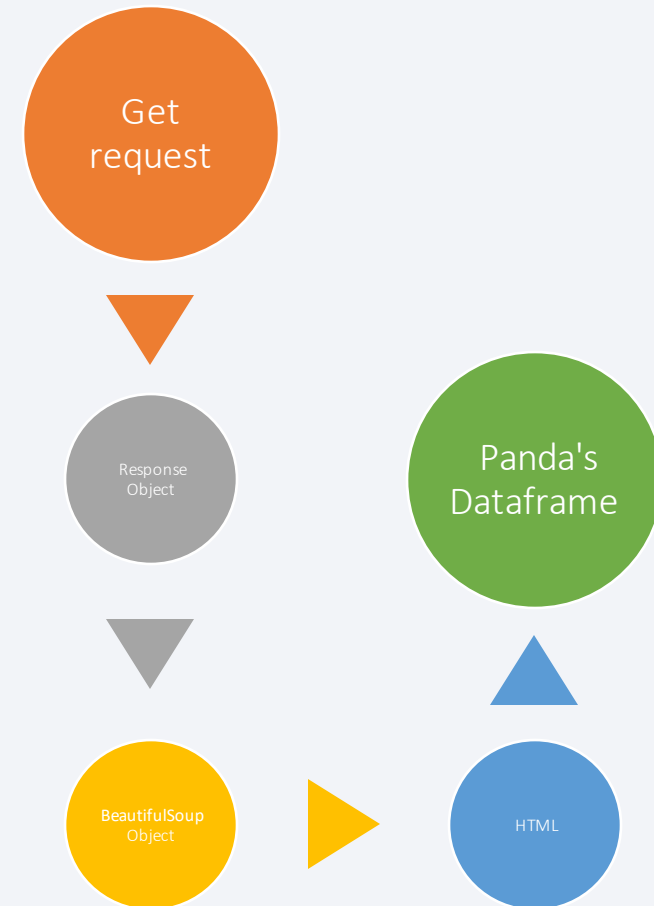 Get
request
Response
Object
BeautifulSoup
Object
HTML
Panda's
Dataframe